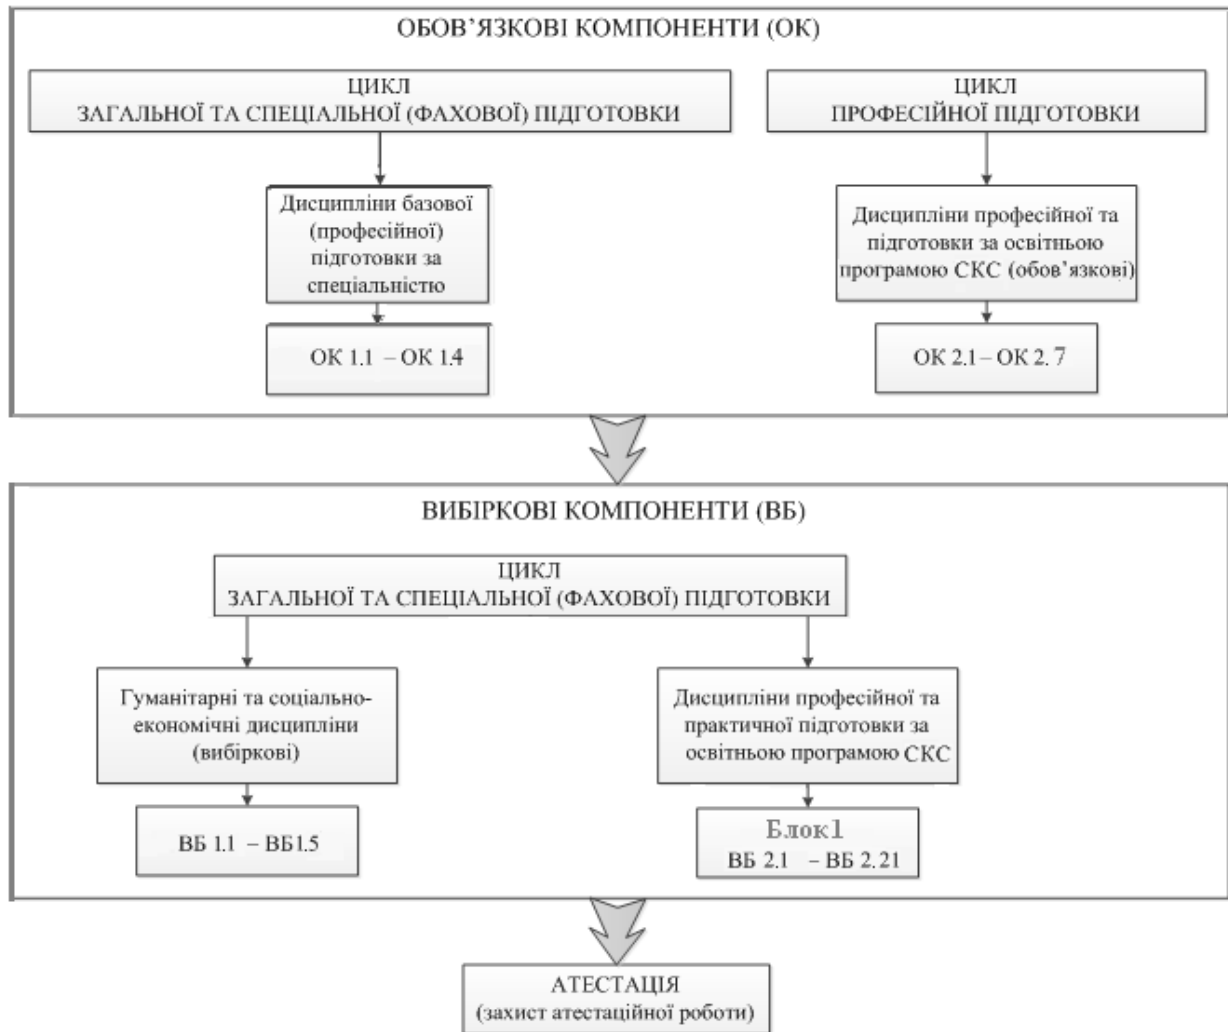 ОБОВ’ЯЗКОВІ КОМПОНЕНТИ (ОК)
ЦИКЛ
ЗАГАЛЬНОЇ ТА СПЕЦІАЛЬНОЇ (ФАХОВОЇ) ПІДГОТОВКИ
Дисципліни базової
(професійної)
підготовки за
спеціальністю
ОК 1.1 – ОК 1.4
ЦИКЛ
ПРОФЕСІЙНОЇ ПІДГОТОВКИ
Дисципліни професійної та
підготовки за освітньою
програмою СКС (обов’язкові)
ОК 2.1– ОК 2. 7
ВИБІРКОВІ КОМПОНЕНТИ (ВБ)
ЦИКЛ
ЗАГАЛЬНОЇ ТА СПЕЦІАЛЬНОЇ (ФАХОВОЇ) ПІДГОТОВКИ
Гуманітарні та соціально-
економічні дисципліни
(вибіркові)
ВБ 1.1 – ВБ1.5
Дисципліни професійної та
практичної підготовки за
освітньою програмою СКС
Блок1
ВБ 2.1 – ВБ 2.21
АТЕСТАЦІЯ
(захист атестаційної роботи)